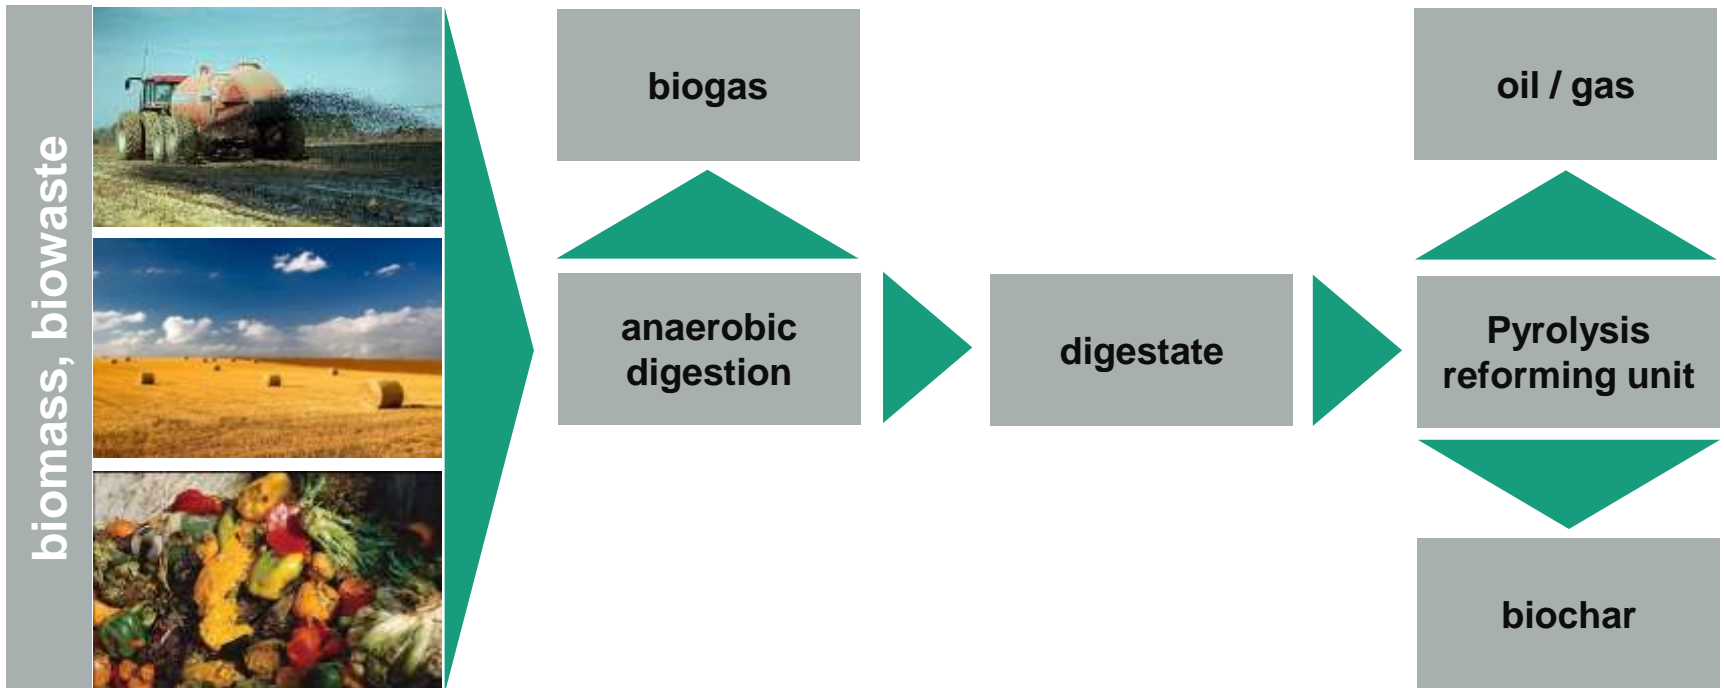 biomass, biowaste
biogas
oil / gas
anaerobic
digestion
digestate
Pyrolysis
reforming unit
biochar